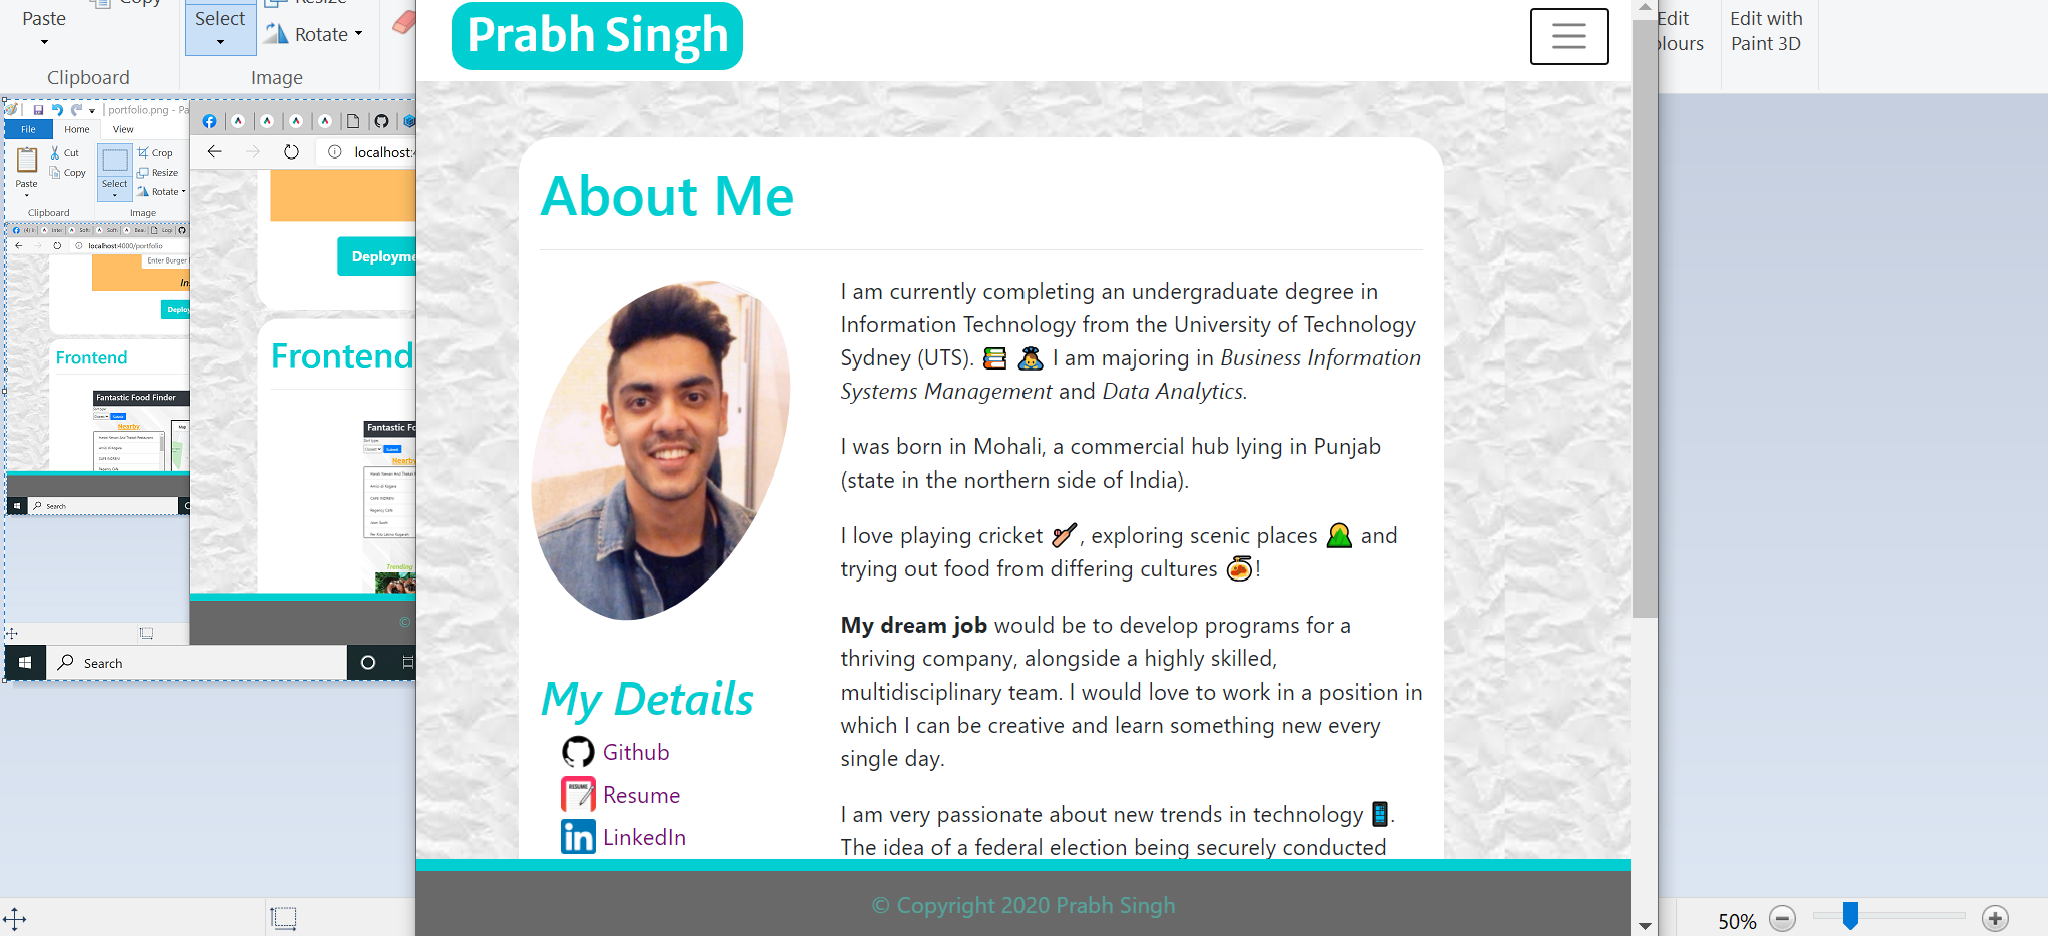 Paste
Copy
Select
Resize
Rotate
Clipboard
Image
Edit
Edit with
Paint 3D
portfolio.png - Pa
File
Home
View
Paste
Cut
Copy
Select
Crop
Resize
Rotate
Clipboard
Image
localhost:4000/portfolio
Enter Burger
Frontend
Fantastic Food Finder
Nearby
Search
localhost:4
Deployme
Frontend
Nearby
Trending
©
Search
Prabh Singh
About Me
I am currently completing an undergraduate degree in
Information Technology from the University of Technology
Sydney (UTS). I am majoring in Business Information
Systems Management and Data Analytics.
I was born in Mohali, a commercial hub lying in Punjab
(state in the northern side of India).
I love playing cricket , exploring scenic places and
trying out food from differing cultures !
My dream job would be to develop programs for a
thriving company, alongside a highly skilled,
multidisciplinary team. I would love to work in a position in
which I can be creative and learn something new every
single day.
I am very passionate about new trends in technology .
The idea of a federal election being securely conducted
My Details
Github
RESUME
Resume
in
LinkedIn
© Copyright 2020 Prabh Singh
50%